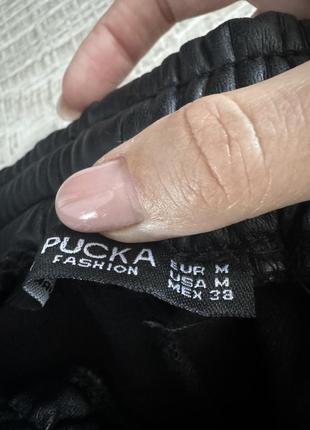 PUCKA
FASHION
EUR M
USA M
MEX 38